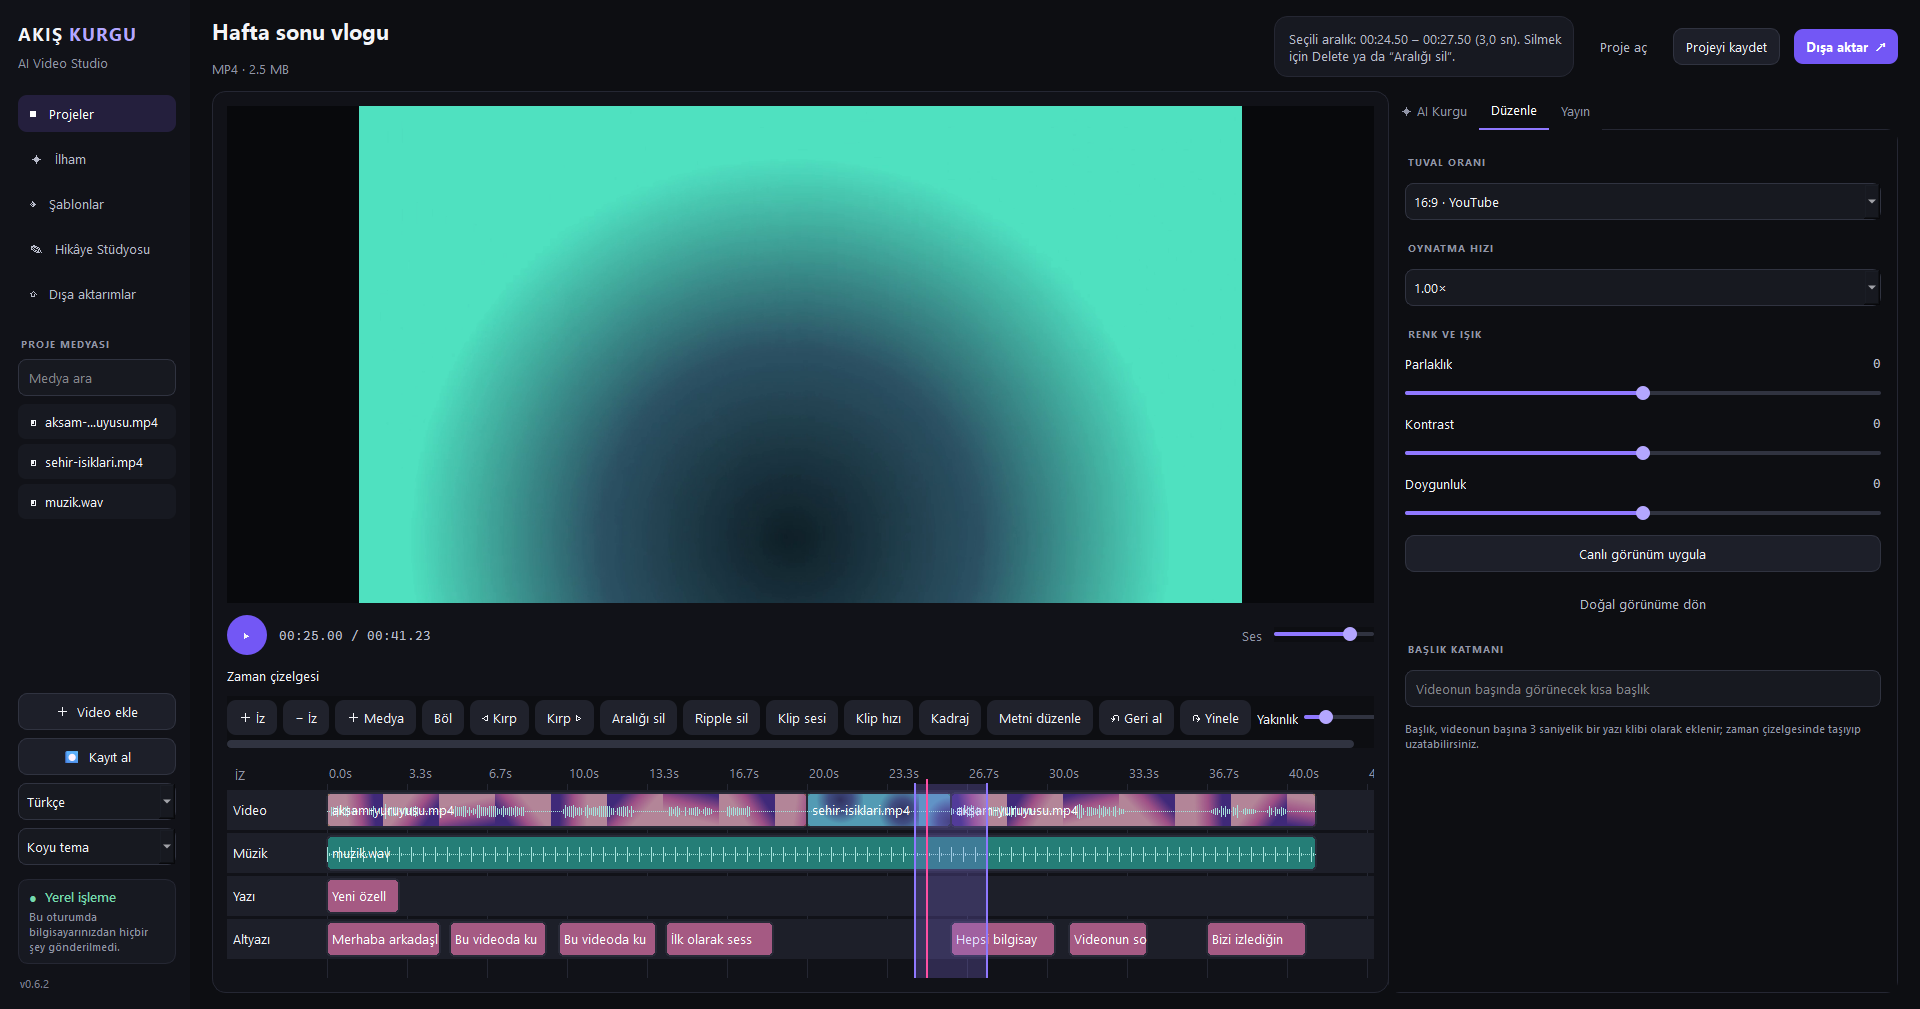 AKIŞ KURGU
AI Video Studio
Projeler
İlham
Şablonlar
Hikâye Stüdyosu
Dışa aktarımlar
PROJE MEDYASI
Medya ara
aksam-...uyusu.mp4
sehir-isiklari.mp4
muzik.wav
+ Video ekle
Kayıt al
Türkçe
Koyu tema
● Yerel işleme
Bu oturumda
bilgisayarınızdan hiçbir
şey gönderilmedi.
v0.6.2
Hafta sonu vlogu
MP4 · 2.5 MB
Seçili aralık: 00:24.50 – 00:27.50 (3,0 sn). Silmek
için Delete ya da “Aralığı sil”.
Proje aç
Projeyi kaydet
Dışa aktar ↗
00:25.00 / 00:41.23
Ses
Zaman çizelgesi
+ İz
− İz
+ Medya
Böl
Kırp
Kırp
Aralığı sil
Ripple sil
Klip sesi
Klip hızı
Kadraj
Metni düzenle
Geri al
Yinele
Yakınlık
İZ 0.0s 3.3s 6.7s 10.0s 13.3s 16.7s 20.0s 23.3s 26.7s 30.0s 33.3s 36.7s 40.0s 4
Video aksam-yuruyusu.mp4 sehir-isiklari.mp4 aksam-yuruyusu.mp4
Müzik muzik.wav
Yazı Yeni özell
Altyazı Merhaba arkadaşl Bu videoda ku Bu videoda ku İlk olarak sess Hepsi bilgisay Videonun so Bizi izlediğin
AI Kurgu
Düzenle
Yayın
TUVAL ORANI
16:9 · YouTube
OYNATMA HIZI
1.00×
RENK VE IŞIK
Parlaklık 0
Kontrast 0
Doygunluk 0
Canlı görünüm uygula
Doğal görünüme dön
BAŞLIK KATMANI
Videonun başında görünecek kısa başlık
Başlık, videonun başına 3 saniyelik bir yazı klibi olarak eklenir; zaman çizelgesinde taşıyıp
uzatabilirsiniz.